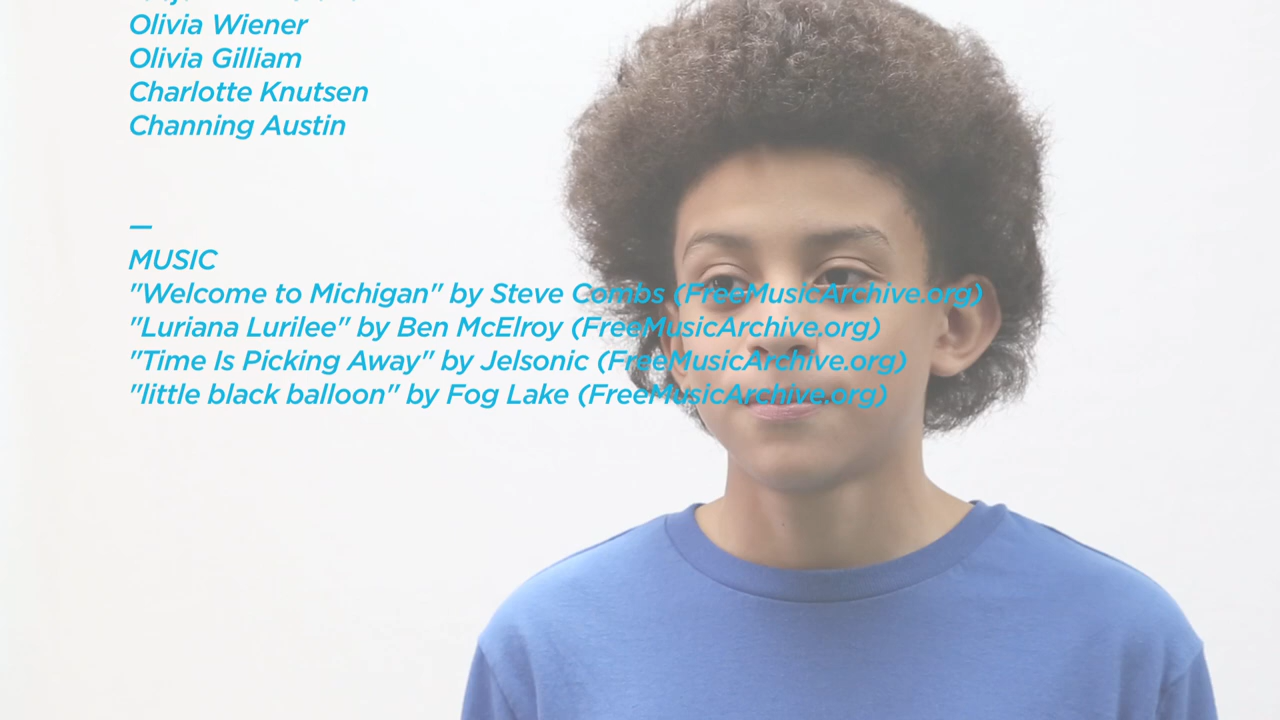 Olivia Wiener
Olivia Gilliam
Charlotte Knutsen
Channing Austin
—
MUSIC
"Welcome to Michigan" by Steve Combs (FreeMusicArchive.org)
"Luriana Lurilee" by Ben McElroy (FreeMusicArchive.org)
"Time Is Picking Away" by Jelsonic (FreeMusicArchive.org)
"little black balloon" by Fog Lake (FreeMusicArchive.org)